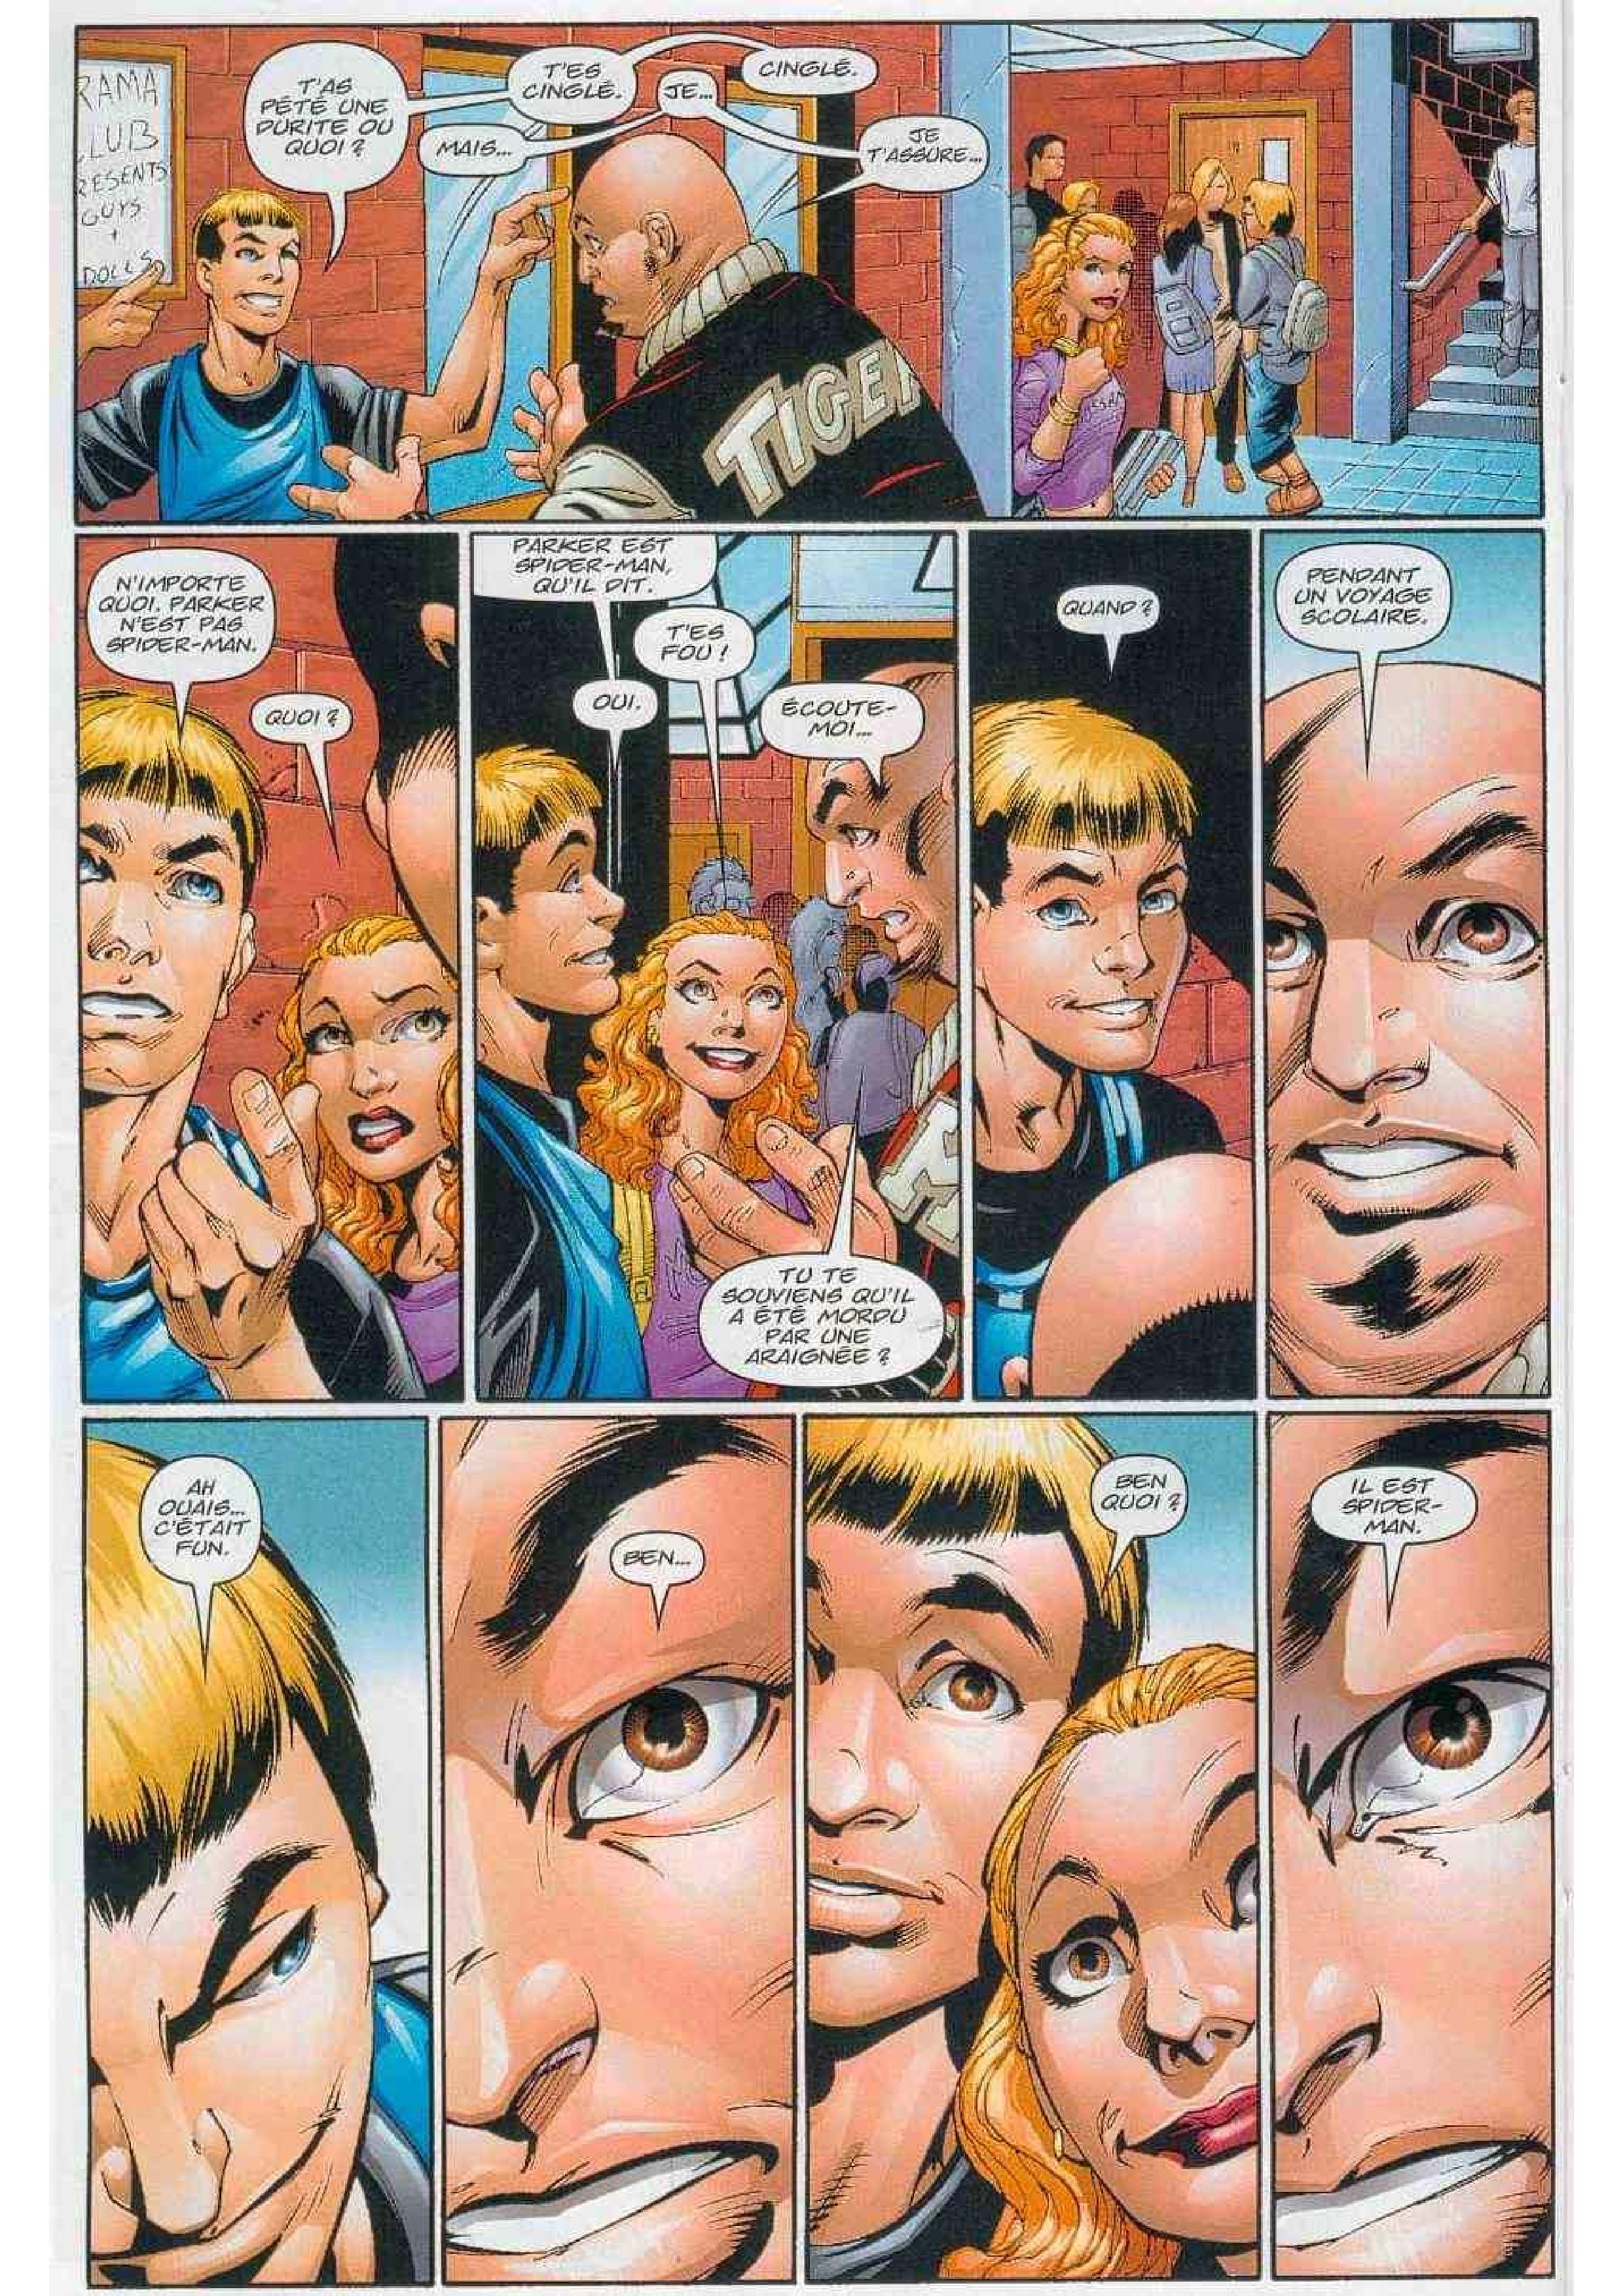 RAMA
LUB
RESENTS
GUYS
+
DOLLS
T'AS
PÉTÉ UNE
DURITE OU
QUOI ?
T'ES
CINGLÉ.
MAIS...
JE...
CINGLÉ.
JE
T'ASSURE...
TIGER
N'IMPORTE
QUOI. PARKER
N'EST PAS
SPIDER-MAN.
QUOI ?
PARKER EST
SPIDER-MAN,
QU'IL DIT.
T'ES
FOU !
OUI.
ÉCOUTE-
MOI...
TU TE
SOUVIENS QU'IL
A ÉTÉ MORDU
PAR UNE
ARAIGNÉE ?
QUAND ?
PENDANT
UN VOYAGE
SCOLAIRE.
AH
OUAIS...
C'ÉTAIT
FUN.
BEN...
BEN
QUOI ?
IL EST
SPIDER-
MAN.